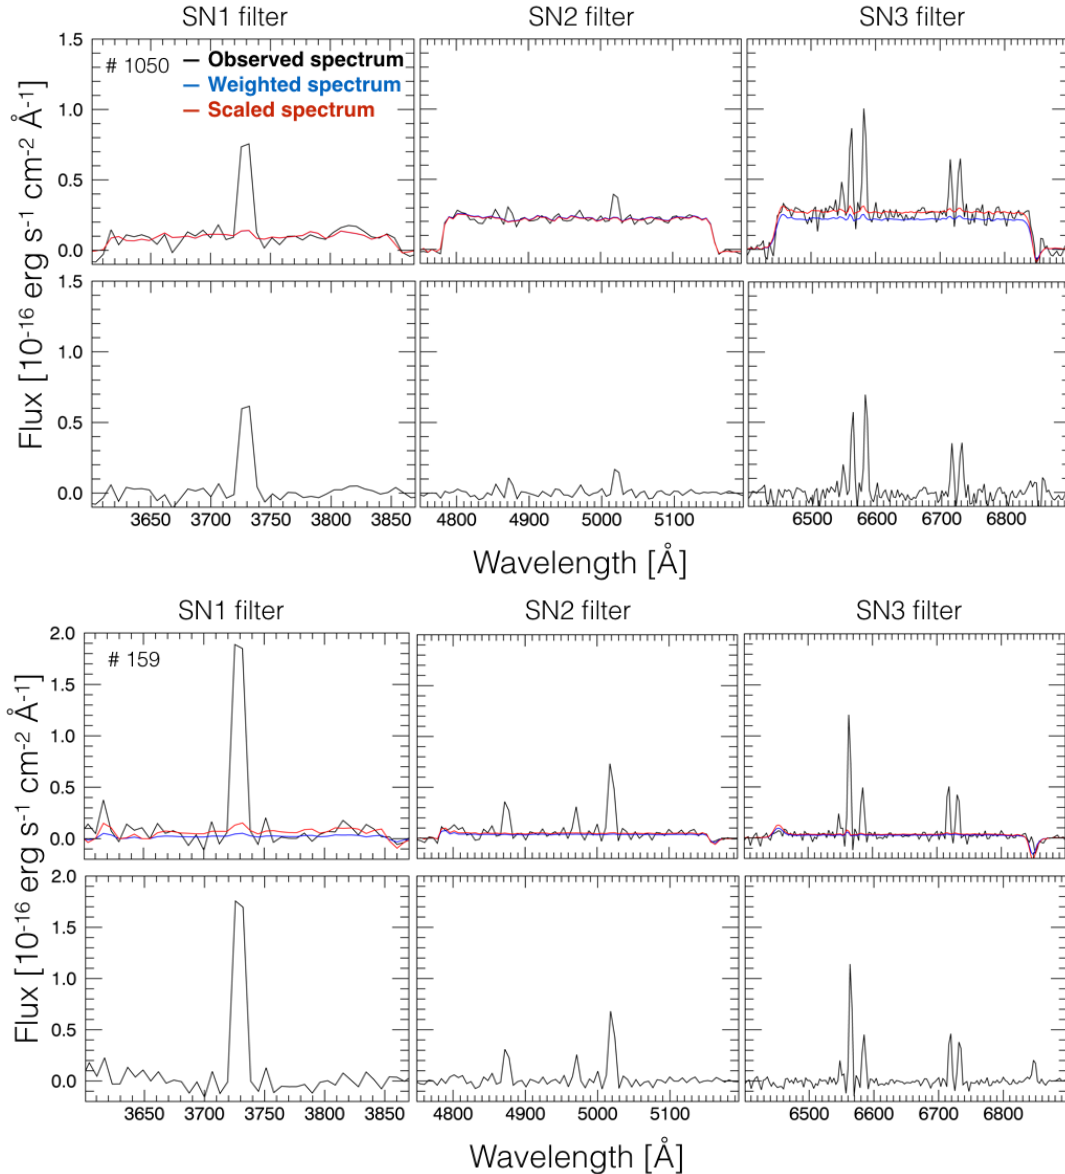 SN1 filter SN2 filter SN3 filter
# 1050
Observed spectrum
Weighted spectrum
Scaled spectrum
1.5
1.0
0.5
0.0
1.5
1.0
0.5
0.0
Flux [10-16 erg s-1 cm-2 Å-1]
3650 3700 3750 3800 3850 4800 4900 5000 5100 6500 6600 6700 6800
Wavelength [Å]
SN1 filter SN2 filter SN3 filter
# 159
2.0
1.5
1.0
0.5
0.0
2.0
1.5
1.0
0.5
0.0
Flux [10-16 erg s-1 cm-2 Å-1]
3650 3700 3750 3800 3850 4800 4900 5000 5100 6500 6600 6700 6800
Wavelength [Å]